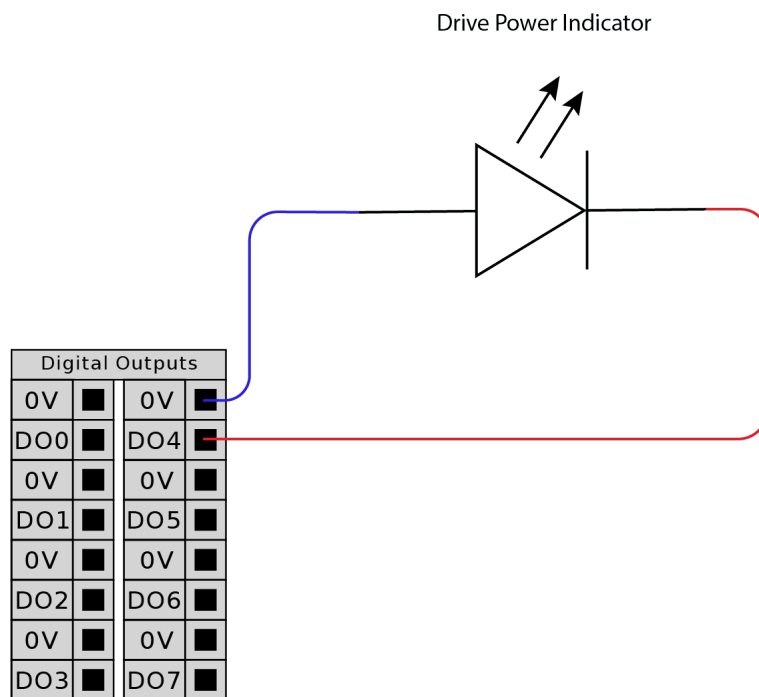 Drive Power Indicator
Digital Outputs
0V 0V
DO0 DO4
0V 0V
DO1 DO5
0V 0V
DO2 DO6
0V 0V
DO3 DO7